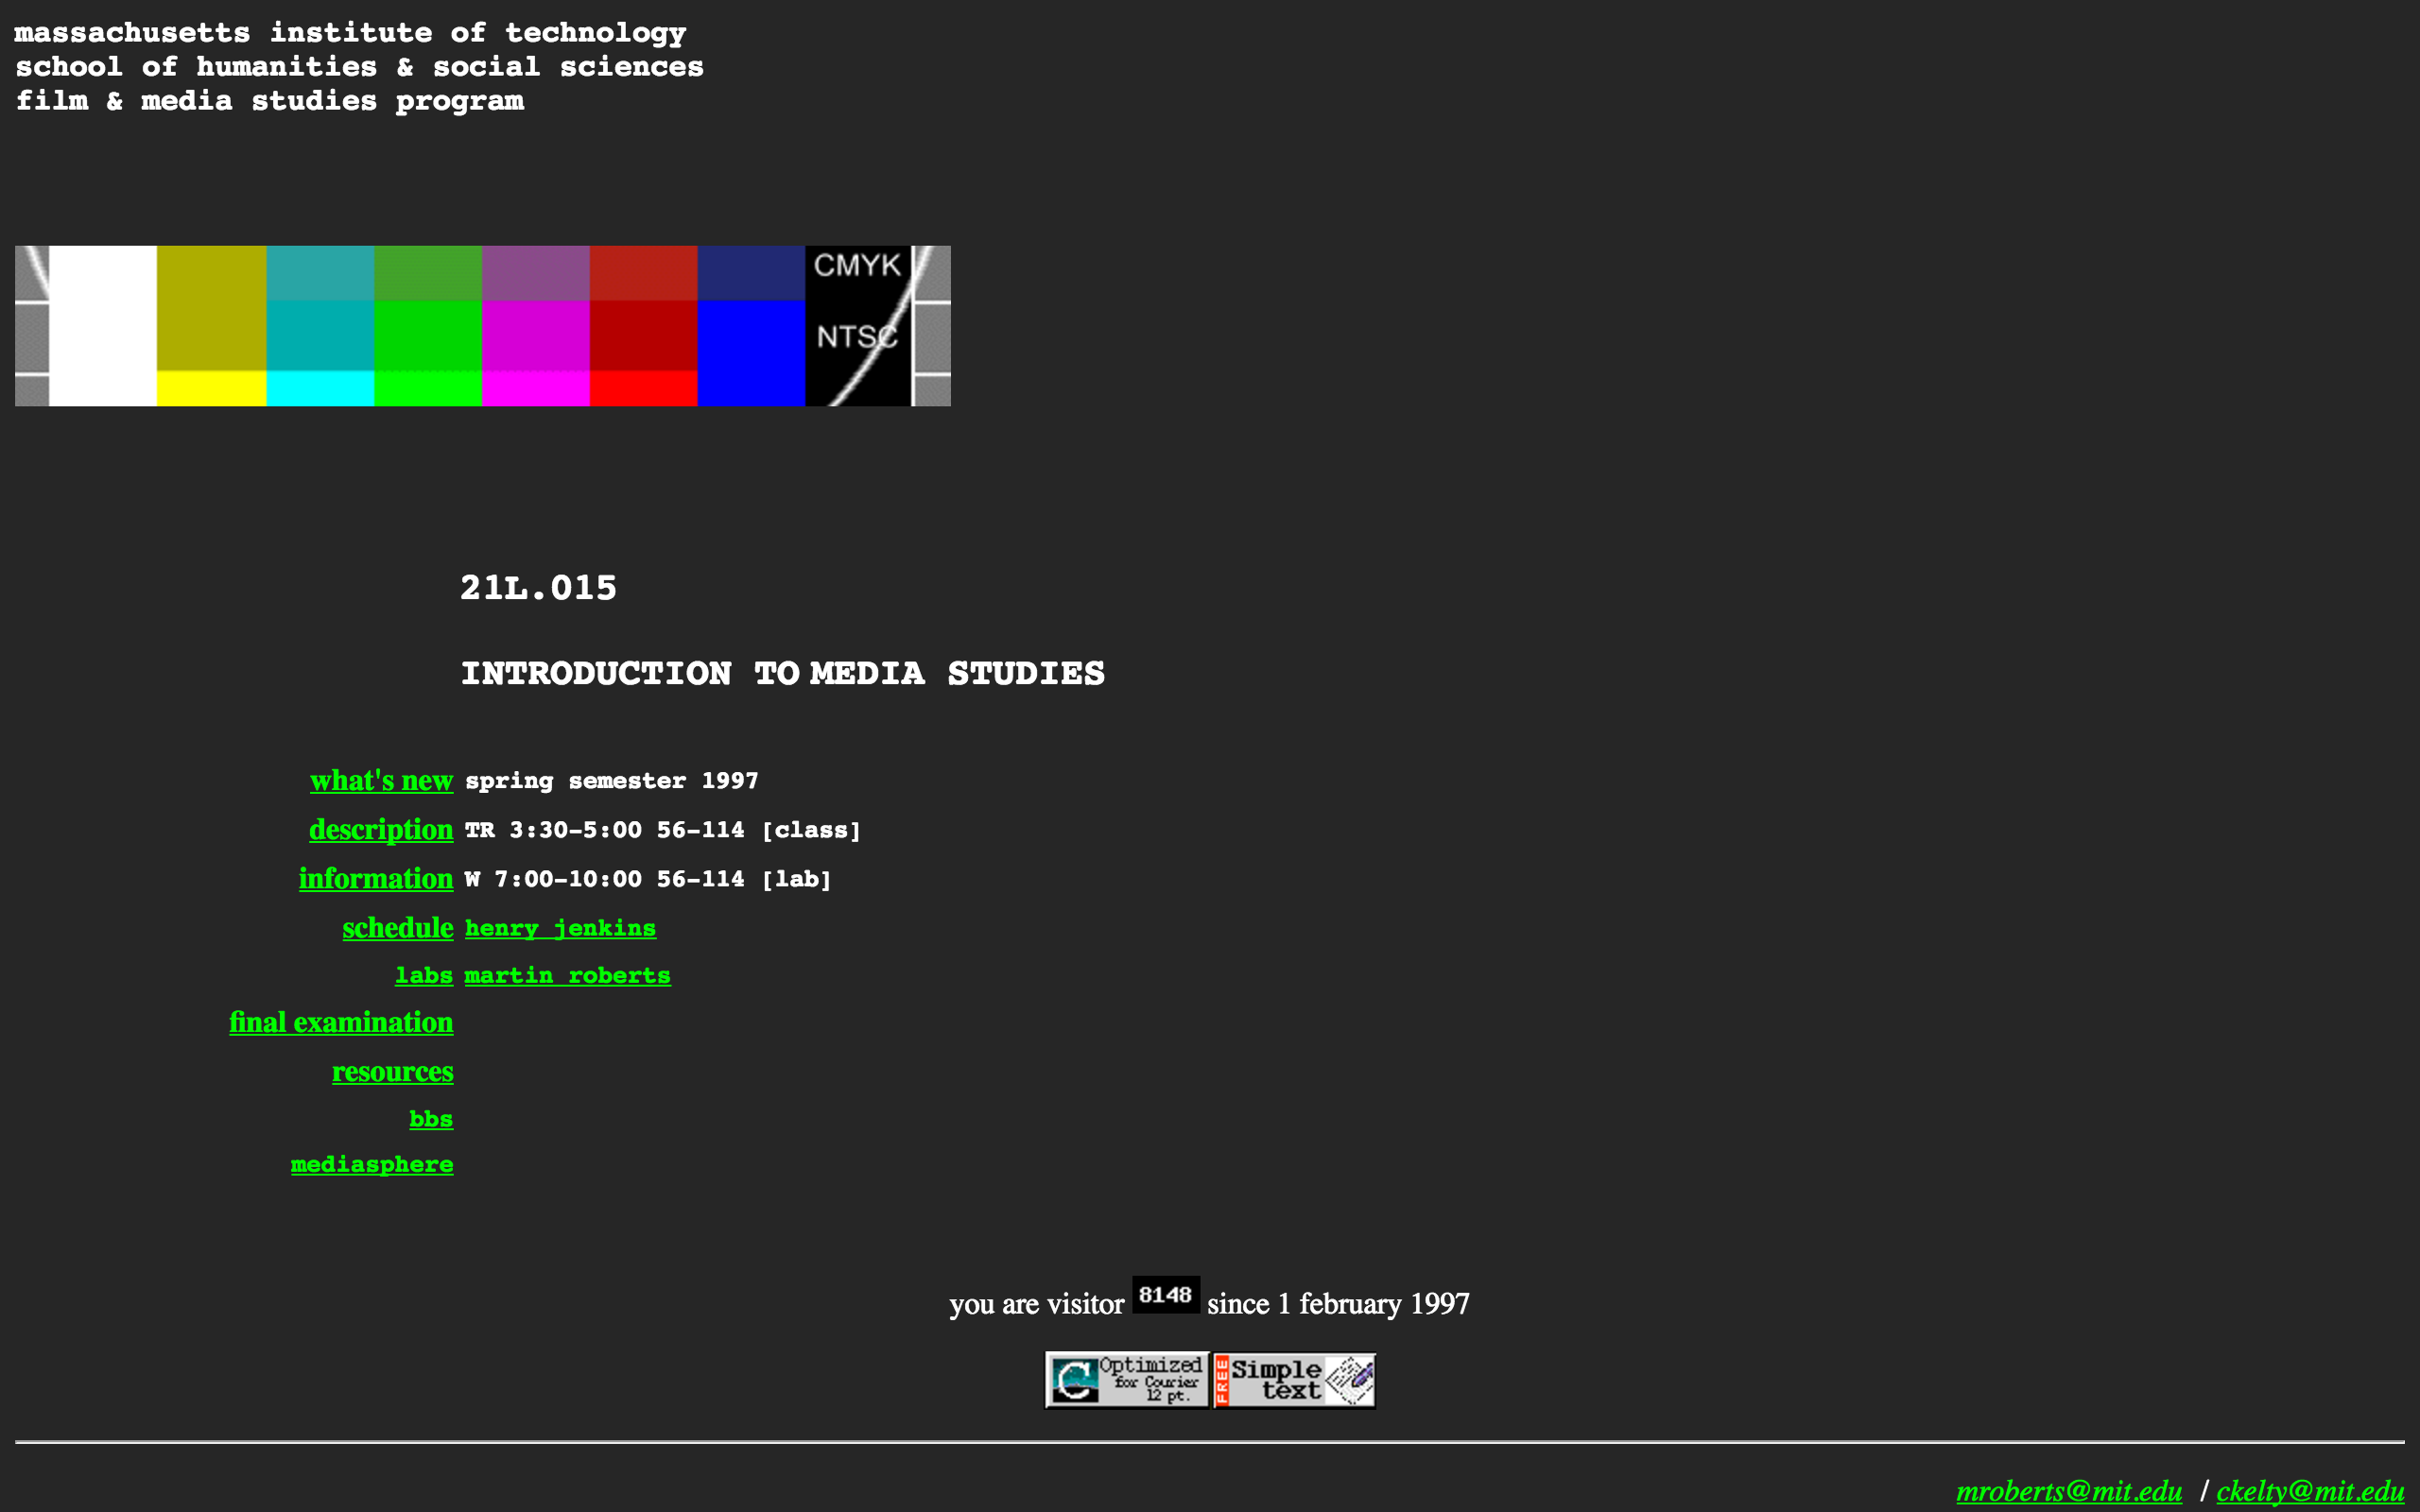 massachusetts institute of technology
school of humanities & social sciences
film & media studies program
CMYK
NTSC
21L.015
INTRODUCTION TO MEDIA STUDIES
what's new spring semester 1997
description TR 3:30-5:00 56-114 [class]
information W 7:00-10:00 56-114 [lab]
schedule henry jenkins
labs martin roberts
final examination
resources
bbs
mediasphere
you are visitor 8148 since 1 february 1997
C Optimized for Courier 12 pt.
FREE Simple text
mroberts@mit.edu / ckelty@mit.edu